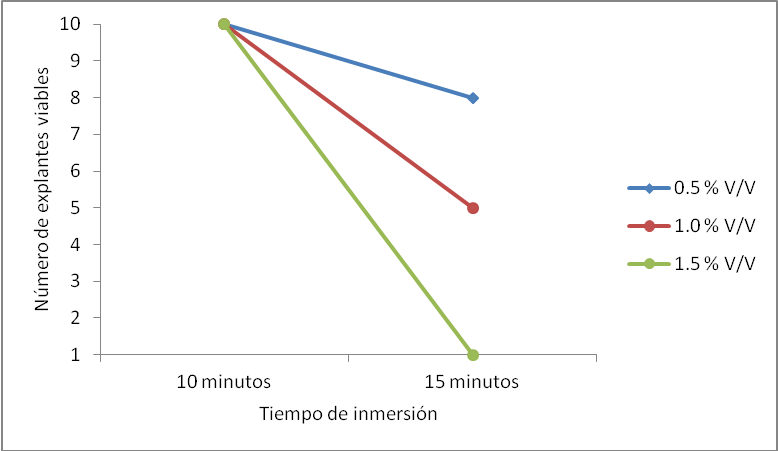 10
9
8
7
6
5
4
3
2
1
Número de explantes viables
10 minutos
15 minutos
Tiempo de inmersión
0.5 % V/V
1.0 % V/V
1.5 % V/V